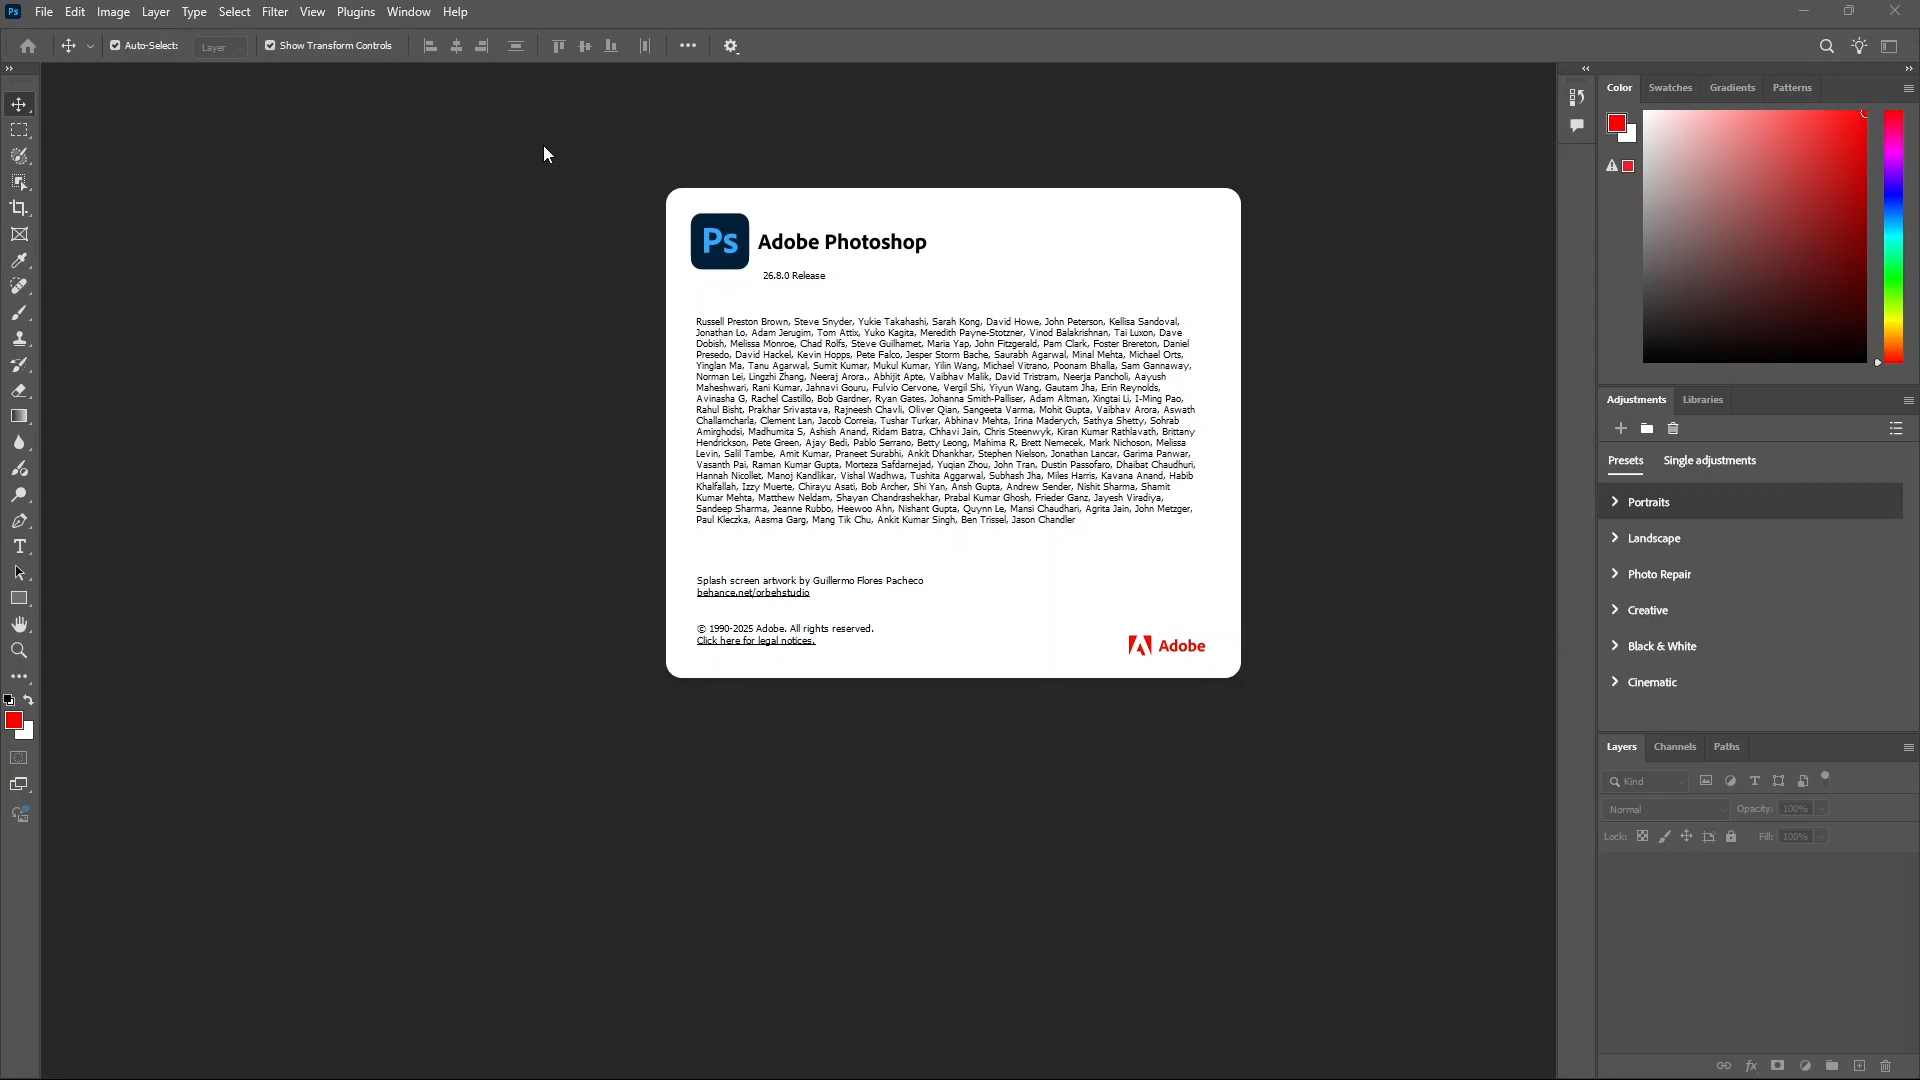 Ps File Edit Image Layer Type Select Filter View Plugins Window Help
Auto-Select: Layer Show Transform Controls
Color Swatches Gradients Patterns
Ps Adobe Photoshop
26.8.0 Release
Russell Preston Brown, Steve Snyder, Yukie Takahashi, Sarah Kong, David Howe, John Peterson, Kellisa Sandoval,
Jonathan Lo, Adam Jerugim, Tom Attix, Yuko Kagita, Meredith Payne-Stotzner, Vinod Balakrishnan, Tai Luxon, Dave
Dobish, Melissa Monroe, Chad Rolfs, Steve Guilhamet, Maria Yap, John Fitzgerald, Pam Clark, Foster Brereton, Daniel
Presedo, David Hackel, Kevin Hopps, Pete Falco, Jesper Storm Bache, Saurabh Agarwal, Minal Mehta, Michael Orts,
Yinglan Ma, Tanu Agarwal, Sumit Kumar, Mukul Kumar, Yilin Wang, Michael Vitrano, Poonam Bhalla, Sam Gannaway,
Norman Lei, Lingzhi Zhang, Neeraj Arora., Abhijit Apte, Vaibhav Malik, David Tristram, Neerja Pancholi, Aayush
Maheshwari, Rani Kumar, Jahnavi Gouru, Fulvio Cervone, Vergil Shi, Yiyun Wang, Gautam Jha, Erin Reynolds,
Avinasha G, Rachel Castillo, Bob Gardner, Ryan Gates, Johanna Smith-Palliser, Adam Altman, Xingtai Li, I-Ming Pao,
Rahul Bisht, Prakhar Srivastava, Rajneesh Chavli, Oliver Qian, Sangeeta Varma, Mohit Gupta, Vaibhav Arora, Aswath
Challamcharla, Clement Lan, Jacob Correia, Tushar Turkar, Abhinav Mehta, Irina Maderych, Sathya Shetty, Sohrab
Amirghodsi, Madhumita S, Ashish Anand, Ridam Batra, Chhavi Jain, Chris Steenwyk, Kiran Kumar Rathlavath, Brittany
Hendrickson, Pete Green, Ajay Bedi, Pablo Serrano, Betty Leong, Mahima R, Brett Nemecek, Mark Nichoson, Melissa
Levin, Salil Tambe, Amit Kumar, Praneet Surabhi, Ankit Dhankhar, Stephen Nielson, Jonathan Lancar, Garima Panwar,
Vasanth Pai, Raman Kumar Gupta, Morteza Safdarnejad, Yuqian Zhou, John Tran, Dustin Passofaro, Dhaibat Chaudhuri,
Hannah Nicollet, Manoj Kandlikar, Vishal Wadhwa, Tushita Aggarwal, Subhash Jha, Miles Harris, Kavana Anand, Habib
Khalfallah, Izzy Muerte, Chirayu Asati, Bob Archer, Shi Yan, Ansh Gupta, Andrew Sender, Nishit Sharma, Shamit
Kumar Mehta, Matthew Neldam, Shayan Chandrashekhar, Prabal Kumar Ghosh, Frieder Ganz, Jayesh Viradiya,
Sandeep Sharma, Jeanne Rubbo, Heewoo Ahn, Nishant Gupta, Quynn Le, Mansi Chaudhari, Agrita Jain, John Metzger,
Paul Kleczka, Aasma Garg, Mang Tik Chu, Ankit Kumar Singh, Ben Trissel, Jason Chandler
Splash screen artwork by Guillermo Flores Pacheco
behance.net/orbehstudio
© 1990-2025 Adobe. All rights reserved.
Click here for legal notices.
Adobe
Adjustments Libraries
Presets Single adjustments
Portraits
Landscape
Photo Repair
Creative
Black & White
Cinematic
Layers Channels Paths
Kind
Normal Opacity: 100%
Lock: Fill: 100%
fx